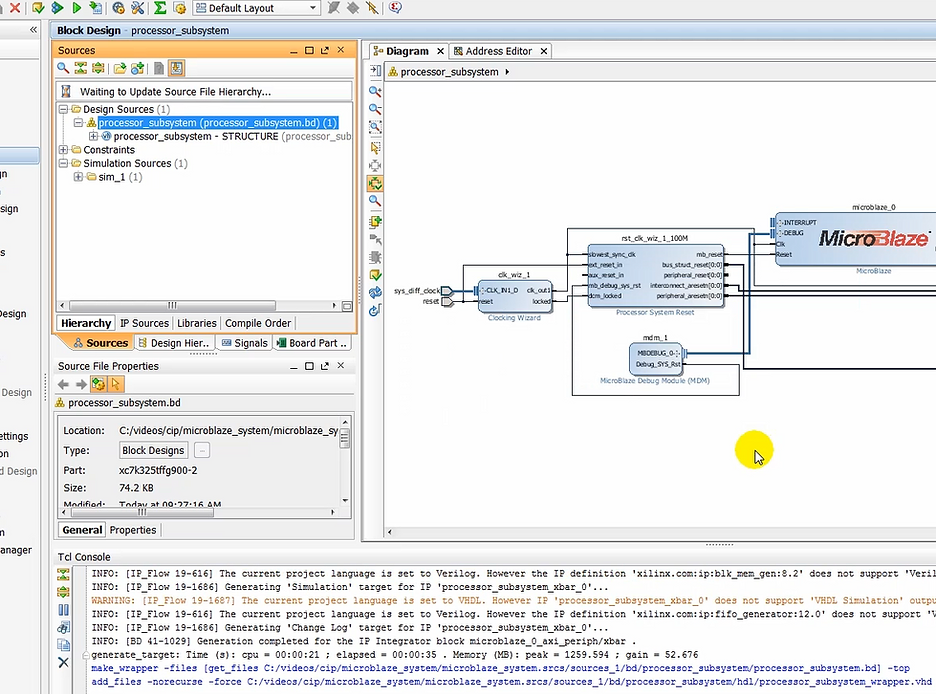 Default Layout
«
Block Design - processor_subsystem
Sources
Waiting to Update Source File Hierarchy...
Design Sources (1)
processor_subsystem (processor_subsystem.bd) (1)
processor_subsystem - STRUCTURE (processor_sub
Constraints
Simulation Sources (1)
sim_1 (1)
Hierarchy IP Sources Libraries Compile Order
Sources Design Hier.. Signals Board Part ..
Source File Properties
processor_subsystem.bd
Location: C:/videos/cip/microblaze_system/microblaze_sy
Type: Block Designs ...
Part: xc7k325tffg900-2
Size: 74.2 KB
Modified: Today at 09:27:16 AM
General Properties
gn
sign
s
Design
Design
ettings
on
d Design
n
anager
Diagram Address Editor
processor_subsystem
sys_diff_clock
reset
clk_wiz_1
CLK_IN1_D clk_out1
reset locked
Clocking Wizard
rst_clk_wiz_1_100M
slowest_sync_clk mb_reset
ext_reset_in bus_struct_reset[0:0]
aux_reset_in peripheral_reset[0:0]
mb_debug_sys_rst interconnect_aresetn[0:0]
dcm_locked peripheral_aresetn[0:0]
Processor System Reset
mdm_1
MBDEBUG_0
Debug_SYS_Rst
MicroBlaze Debug Module (MDM)
microblaze_0
INTERRUPT
DEBUG
Clk
Reset
MicroBlaze
MicroBlaze
Tcl Console
INFO: [IP_Flow 19-616] The current project language is set to Verilog. However the IP definition 'xilinx.com:ip:blk_mem_gen:8.2' does not support 'Veril
INFO: [IP_Flow 19-1686] Generating 'Simulation' target for IP 'processor_system_xbar_0'...
WARNING: [IP_Flow 19-1687] The current project language is set to VHDL. However IP 'processor_subsystem_xbar_0' does not support 'VHDL Simulation' outpu
INFO: [IP_Flow 19-616] The current project language is set to Verilog. However the IP definition 'xilinx.com:ip:fifo_generator:12.0' does not support 'V
INFO: [IP_Flow 19-1686] Generating 'Change Log' target for IP 'processor_subsystem_xbar_0'...
INFO: [BD 41-1029] Generation completed for the IP Integrator block microblaze_0_axi_periph/xbar .
generate_target: Time (s): cpu = 00:00:21 ; elapsed = 00:00:35 . Memory (MB): peak = 1259.594 ; gain = 52.676
make_wrapper -files [get_files C:/videos/cip/microblaze_system/microblaze_system.srcs/sources_1/bd/processor_subsystem/processor_subsystem.bd] -top
add_files -norecurse -force C:/videos/cip/microblaze_system/microblaze_system.srcs/sources_1/bd/processor_subsystem/hdl/processor_subsystem_wrapper.vhd